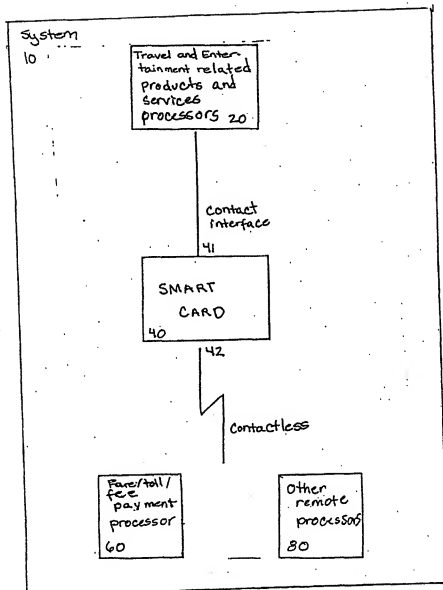 System
10
Travel and Enter-
tainment related
products and
services
processors 20
Contact
interface
41
SMART
CARD
40
42
Contactless
Fare/toll/
fee
payment
processor
60
Other
remote
processors
80